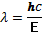 λ = hc/E